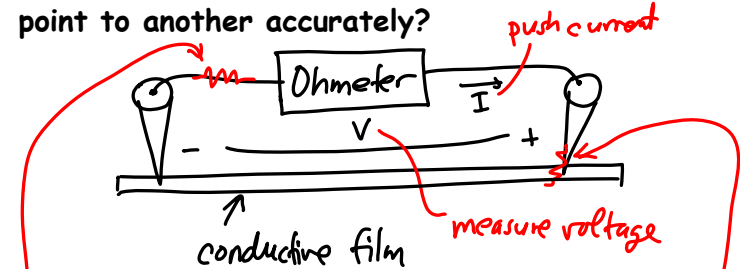 point to another accurately?
push current
Ohmeter
I
- V +
measure voltage
conductive film